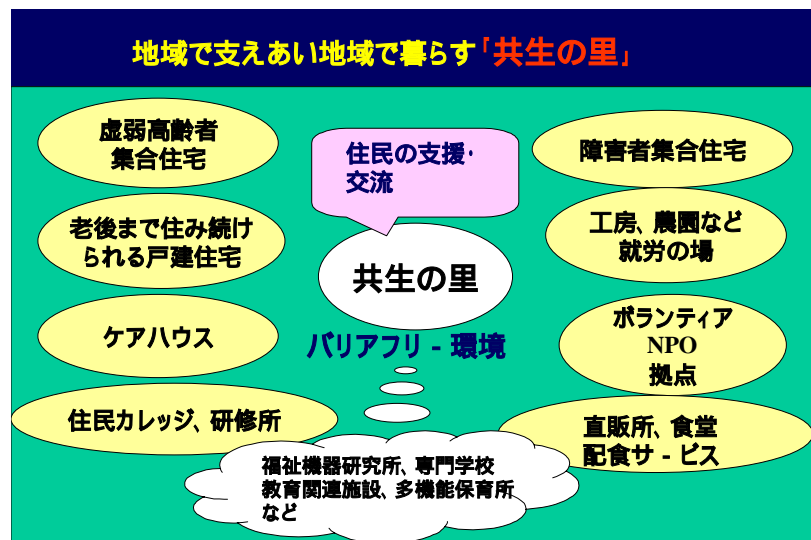 地域で支えあい地域で暮らす「共生の里」
虚弱高齢者
集合住宅
老後まで住み続け
られる戸建住宅
ケアハウス
住民カレッジ、研修所
住民の支援・
交流
共生の里
バリアフリ-環境
福祉機器研究所、専門学校
教育関連施設、多機能保育所
など
障害者集合住宅
工房、農園など
就労の場
ボランティア
NPO
拠点
直販所、食堂
配食サ-ビス